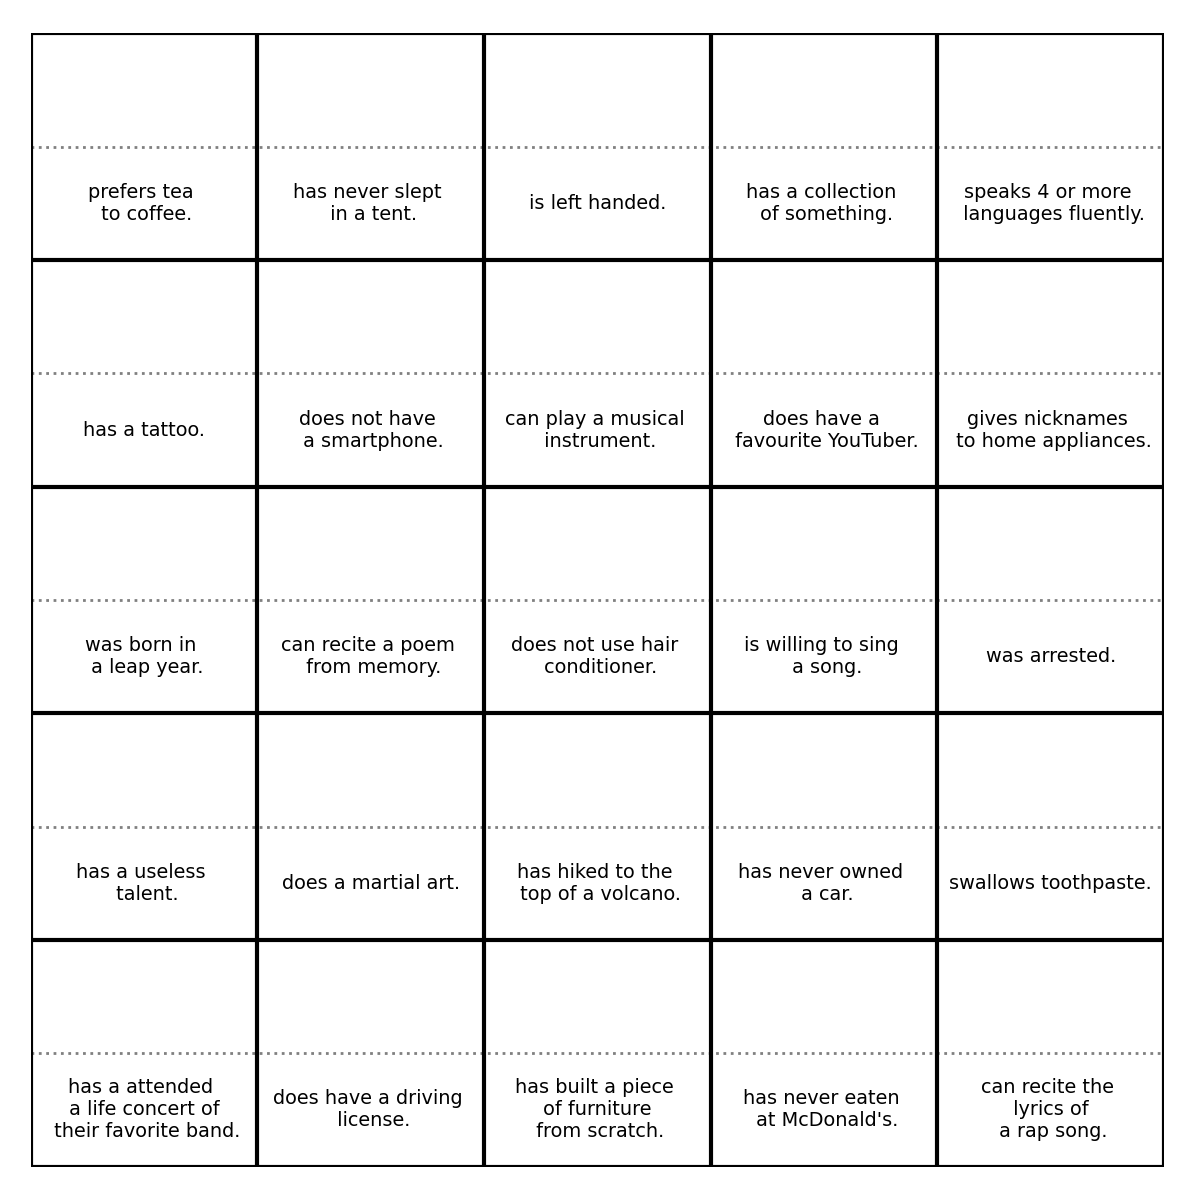 prefers tea
to coffee.
has never slept
in a tent.
is left handed.
has a collection
of something.
speaks 4 or more
languages fluently.
has a tattoo.
does not have
a smartphone.
can play a musical
instrument.
does have a
favourite YouTuber.
gives nicknames
to home appliances.
was born in
a leap year.
can recite a poem
from memory.
does not use hair
conditioner.
is willing to sing
a song.
was arrested.
has a useless
talent.
does a martial art.
has hiked to the
top of a volcano.
has never owned
a car.
swallows toothpaste.
has a attended
a life concert of
their favorite band.
does have a driving
license.
has built a piece
of furniture
from scratch.
has never eaten
at McDonald's.
can recite the
lyrics of
a rap song.